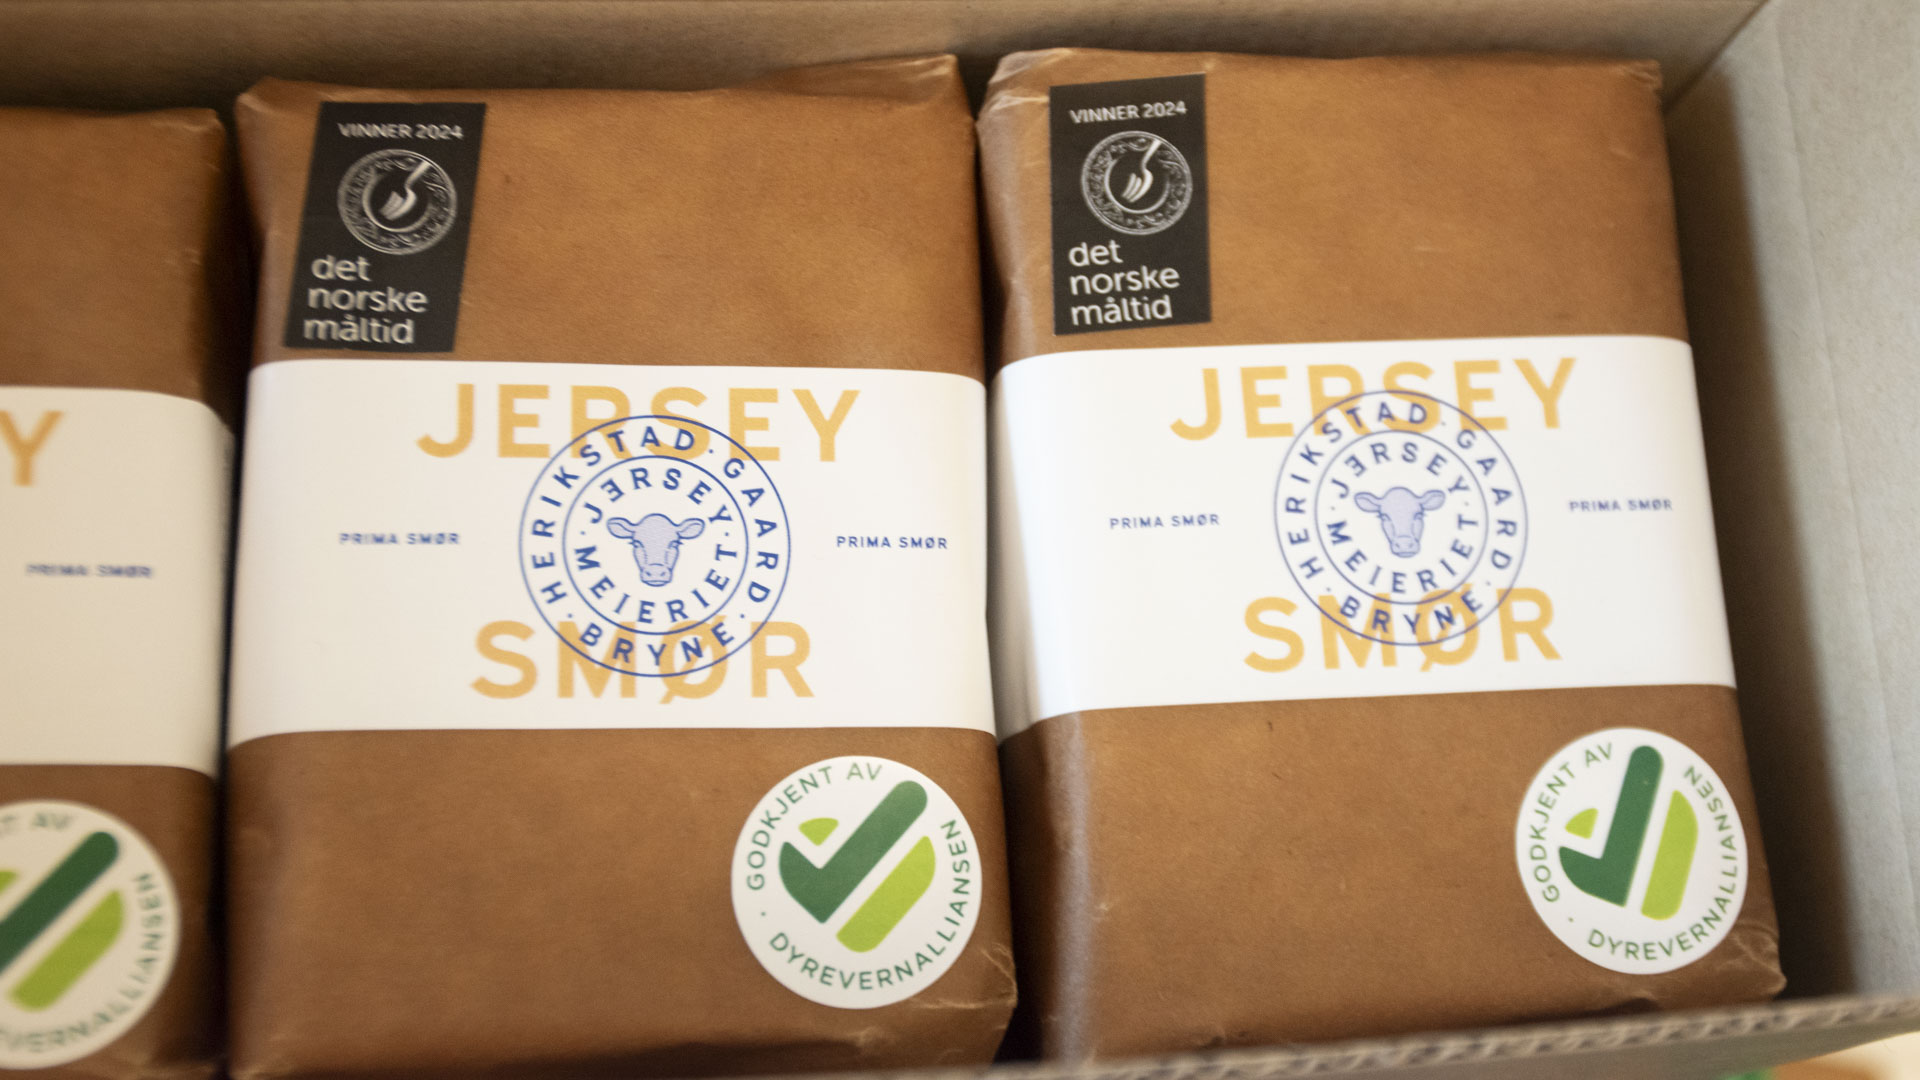 Y
PRIMA SMØR
VINNER 2024
det
norske
måltid
JERSEY
HERIKSTAD · GAARD · BRYNE ·
· JERSEY · MEIERIET
PRIMA SMØR
PRIMA SMØR
SMØR
GODKJENT AV
DYREVERNALLIANSEN ·
VINNER 2024
det
norske
måltid
JERSEY
HERIKSTAD · GAARD · BRYNE ·
· JERSEY · MEIERIET
PRIMA SMØR
PRIMA SMØR
SMØR
GODKJENT AV
DYREVERNALLIANSEN ·